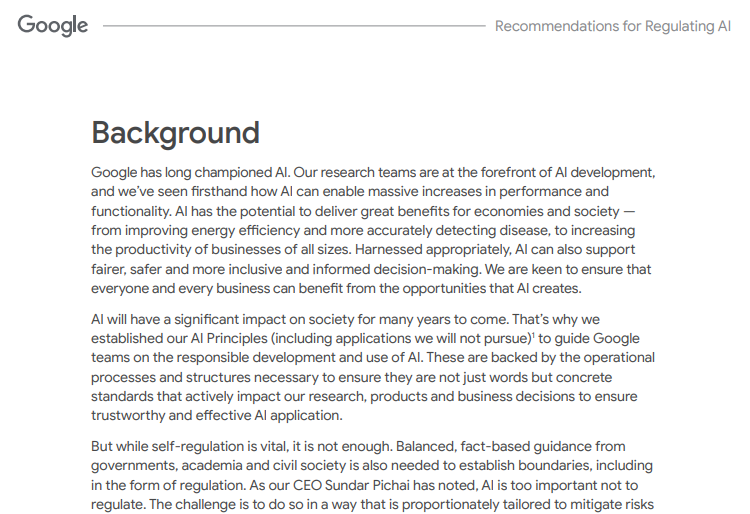 Google
Recommendations for Regulating AI
Background
Google has long championed AI. Our research teams are at the forefront of AI development,
and we've seen firsthand how AI can enable massive increases in performance and
functionality. AI has the potential to deliver great benefits for economies and society —
from improving energy efficiency and more accurately detecting disease, to increasing
the productivity of businesses of all sizes. Harnessed appropriately, AI can also support
fairer, safer and more inclusive and informed decision-making. We are keen to ensure that
everyone and every business can benefit from the opportunities that AI creates.
AI will have a significant impact on society for many years to come. That's why we
established our AI Principles (including applications we will not pursue)¹ to guide Google
teams on the responsible development and use of AI. These are backed by the operational
processes and structures necessary to ensure they are not just words but concrete
standards that actively impact our research, products and business decisions to ensure
trustworthy and effective AI application.
But while self-regulation is vital, it is not enough. Balanced, fact-based guidance from
governments, academia and civil society is also needed to establish boundaries, including
in the form of regulation. As our CEO Sundar Pichai has noted, AI is too important not to
regulate. The challenge is to do so in a way that is proportionately tailored to mitigate risks